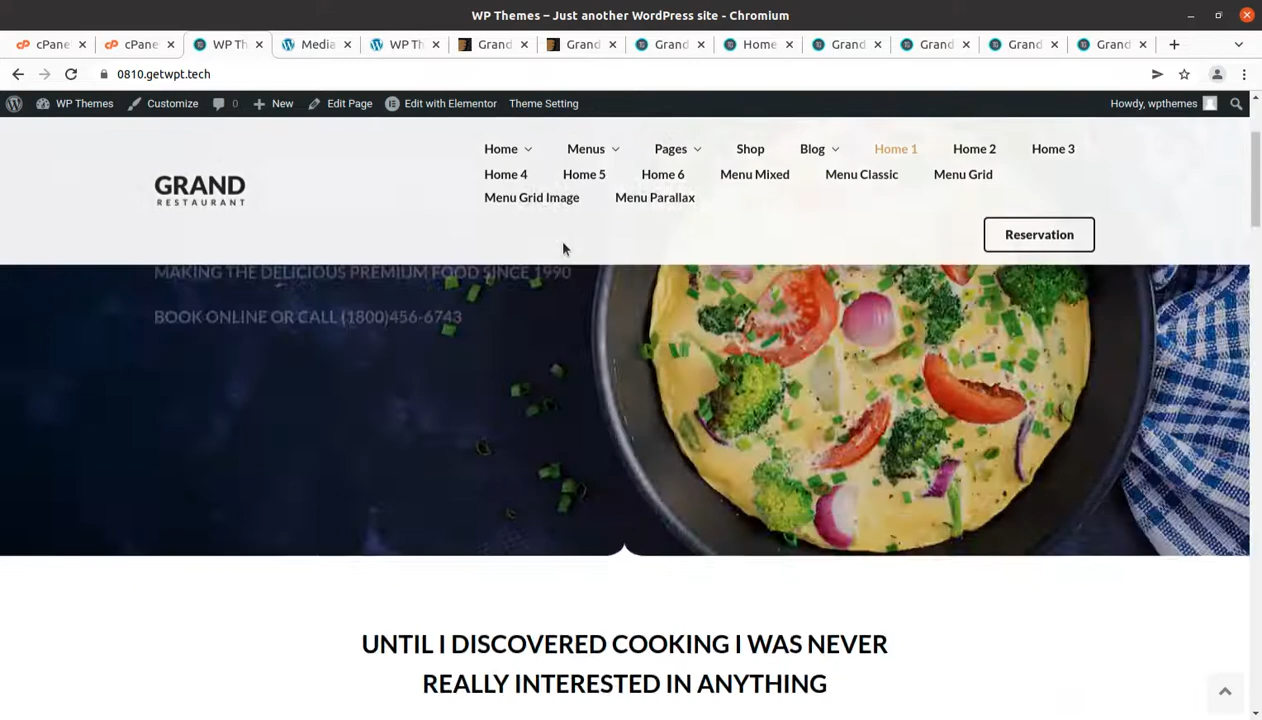 WP Themes – Just another WordPress site - Chromium
cPane
cPane
WP Th
Media
WP Th
Grand
Grand
Grand
Home
Grand
Grand
Grand
Grand
0810.getwpt.tech
WP Themes
Customize
0
New
Edit Page
Edit with Elementor
Theme Setting
Howdy, wpthemes
GRAND
RESTAURANT
Home
Menus
Pages
Shop
Blog
Home 1
Home 2
Home 3
Home 4
Home 5
Home 6
Menu Mixed
Menu Classic
Menu Grid
Menu Grid Image
Menu Parallax
Reservation
MAKING THE DELICIOUS PREMIUM FOOD SINCE 1990
BOOK ONLINE OR CALL (1800)456-6743
UNTIL I DISCOVERED COOKING I WAS NEVER
REALLY INTERESTED IN ANYTHING